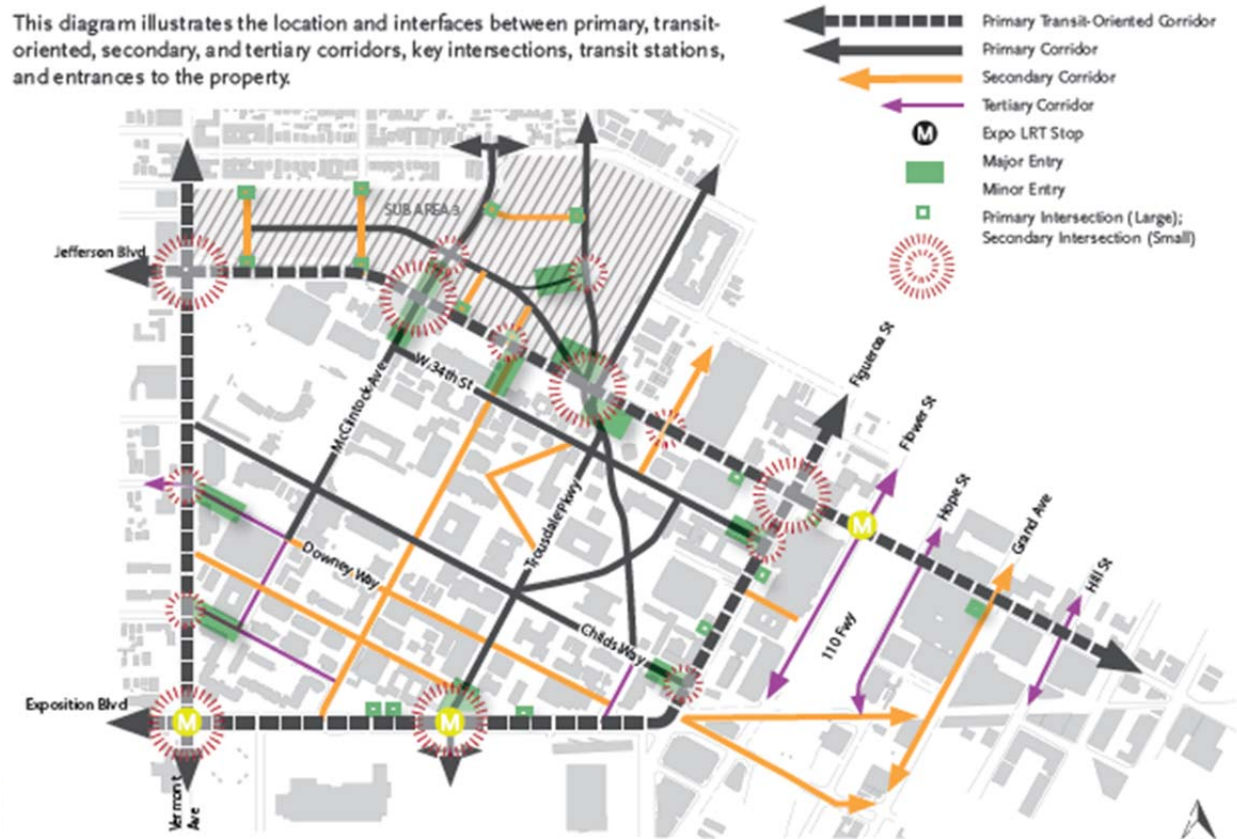 This diagram illustrates the location and interfaces between primary, transit-
oriented, secondary, and tertiary corridors, key intersections, transit stations,
and entrances to the property.
Primary Transit-Oriented Corridor
Primary Corridor
Secondary Corridor
Tertiary Corridor
M
Expo LRT Stop
Major Entry
Minor Entry
Primary Intersection (Large);
Secondary Intersection (Small)
SUBAREA 3
Jefferson Blvd
W. 34th St
McClintock Ave
Figueroa St
Flower St
M
Hope St
Grand Ave
Hill St
Trousdale Pkwy
Downey Way
Childs Way
110 Fwy
Exposition Blvd
M
M
Vermont
Ave